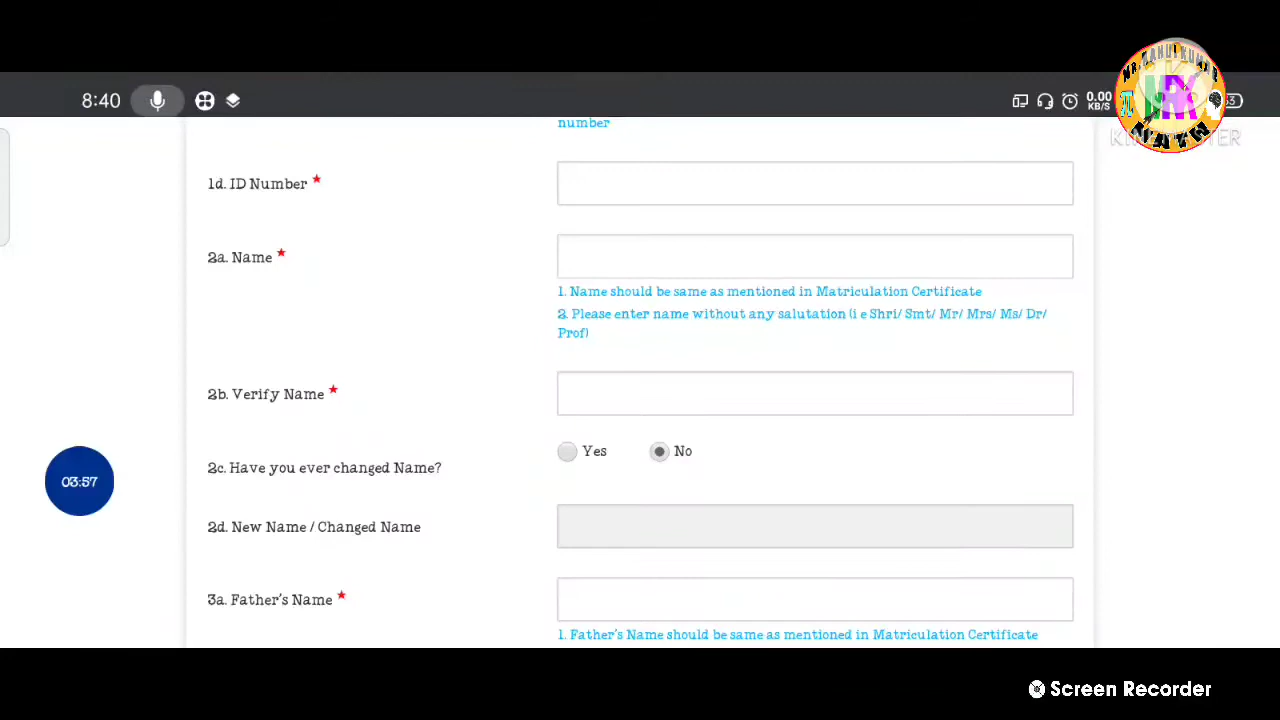 8:40
0.00
KB/S
number
1d. ID Number *
2a. Name *
1. Name should be same as mentioned in Matriculation Certificate
2. Please enter name without any salutation (i e Shri/ Smt/ Mr/ Mrs/ Ms/ Dr/
Prof)
2b. Verify Name *
Yes
No
2c. Have you ever changed Name?
03:57
2d. New Name / Changed Name
3a. Father's Name *
1. Father's Name should be same as mentioned in Matriculation Certificate
Screen Recorder